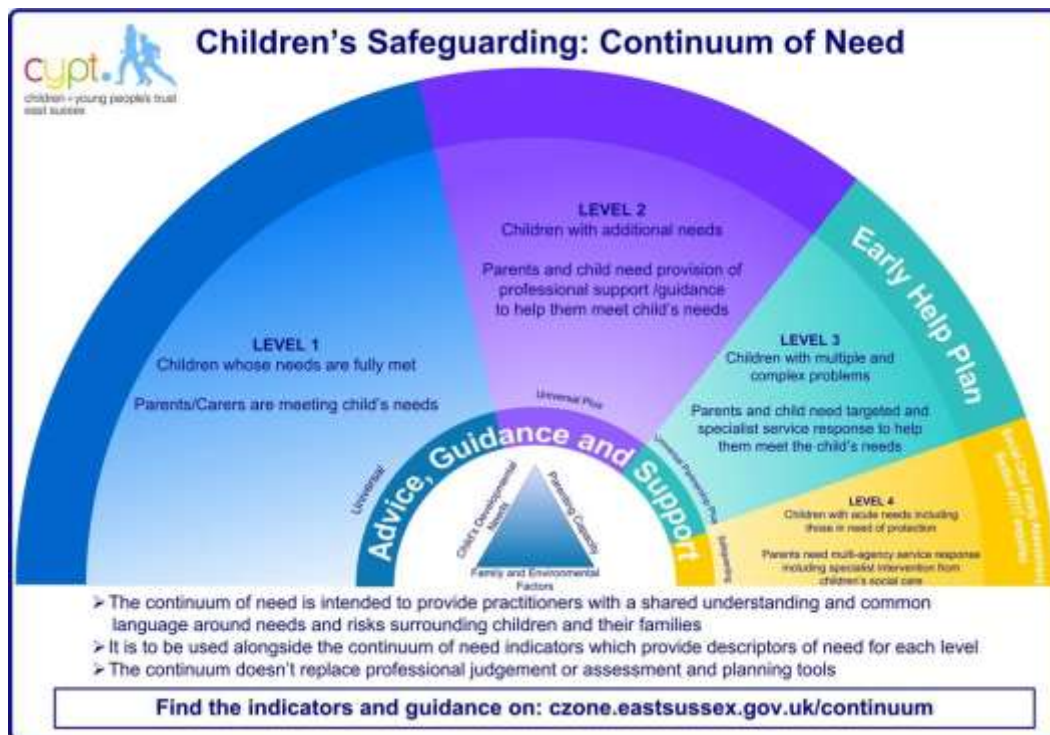 cypt.
children + young people's trust
east sussex
Children's Safeguarding: Continuum of Need
LEVEL 1
Children whose needs are fully met
Parents/Carers are meeting child's needs
LEVEL 2
Children with additional needs
Parents and child need provision of
professional support /guidance
to help them meet child's needs
LEVEL 3
Children with multiple and
complex problems
Parents and child need targeted and
specialist service response to help
them meet the child's needs
LEVEL 4
Children with acute needs including
those in need of protection
Parents need multi-agency service response
including specialist intervention from
children's social care
Early Help Plan
Universal
Universal Plus
Universal Partnership Plus
Advice, Guidance and Support
Child's Developmental
Needs
Parenting Capacity
Family and Environmental
Factors
➢ The continuum of need is intended to provide practitioners with a shared understanding and common
language around needs and risks surrounding children and their families
➢ It is to be used alongside the continuum of need indicators which provide descriptors of need for each level
➢ The continuum doesn't replace professional judgement or assessment and planning tools
Find the indicators and guidance on: czone.eastsussex.gov.uk/continuum